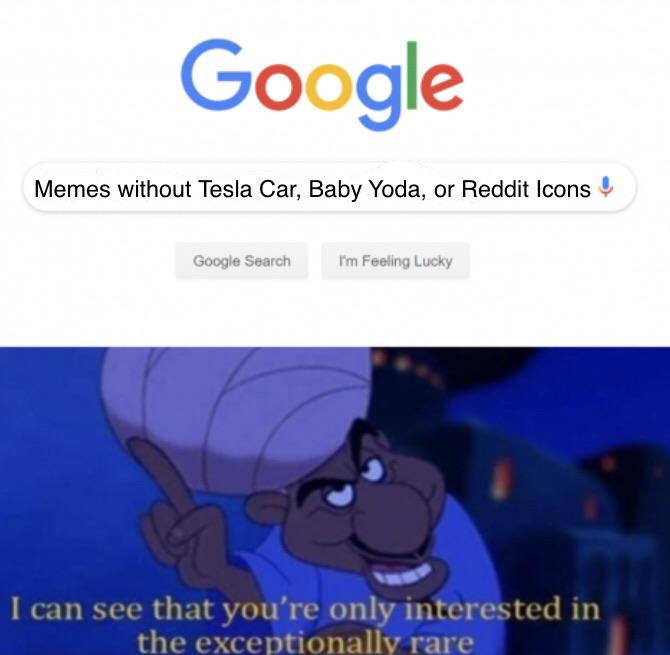 Google
Memes without Tesla Car, Baby Yoda, or Reddit Icons
Google Search I'm Feeling Lucky
I can see that you're only interested in
the exceptionally rare